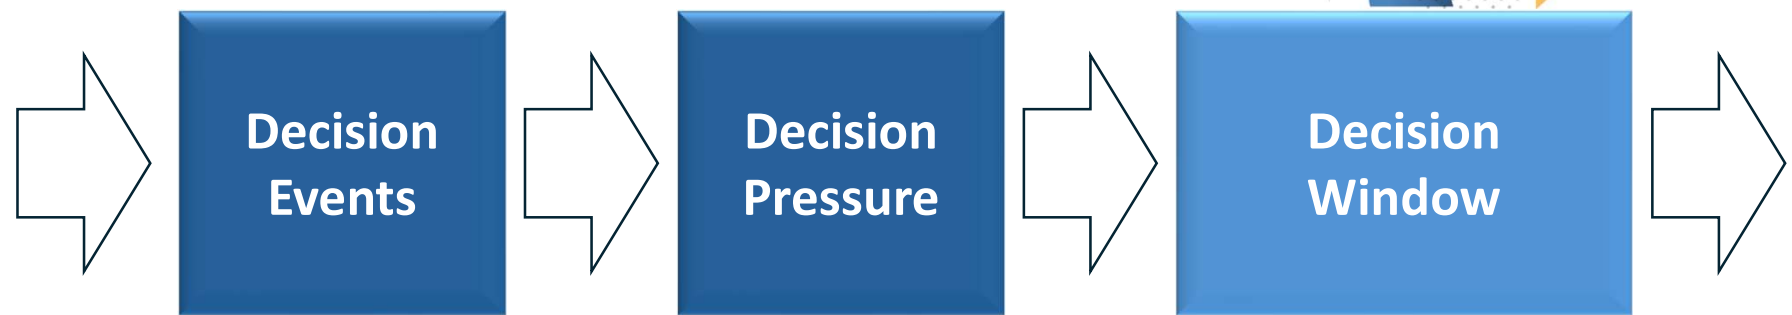 Decision
Events
Decision
Pressure
Decision
Window